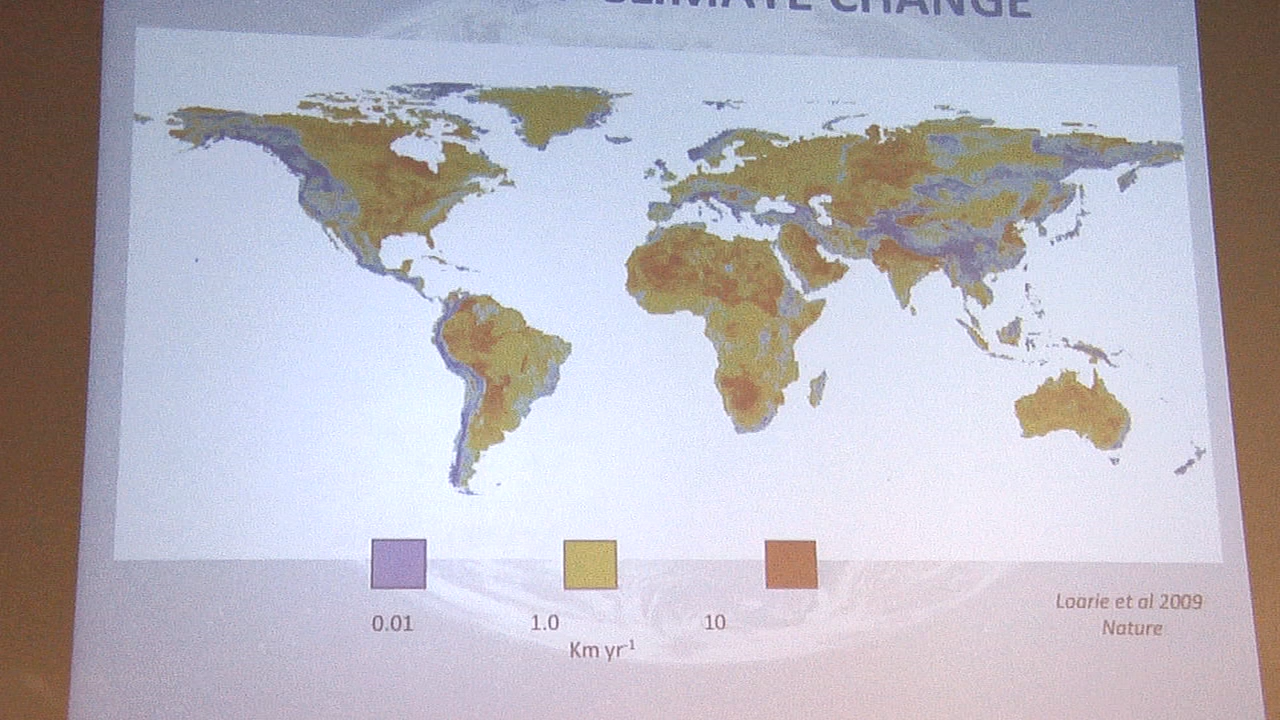 CLIMATE CHANGE
0.01 1.0 10
Km yr⁻¹
Loarie et al 2009
Nature